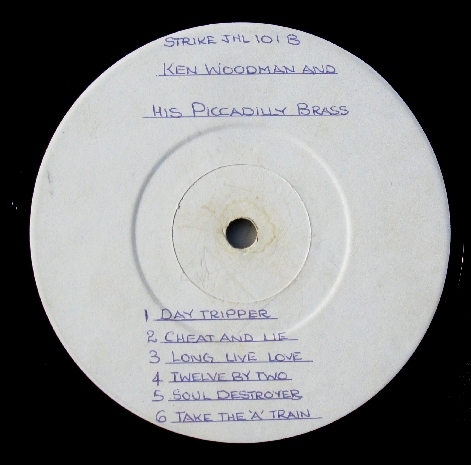 STRIKE JHL 101 B
KEN WOODMAN AND
HIS PICCADILLY BRASS
1 DAY TRIPPER
2 CHEAT AND LIE
3 LONG LIVE LOVE
4 TWELVE BY TWO
5 SOUL DESTROYER
6 TAKE THE 'A' TRAIN